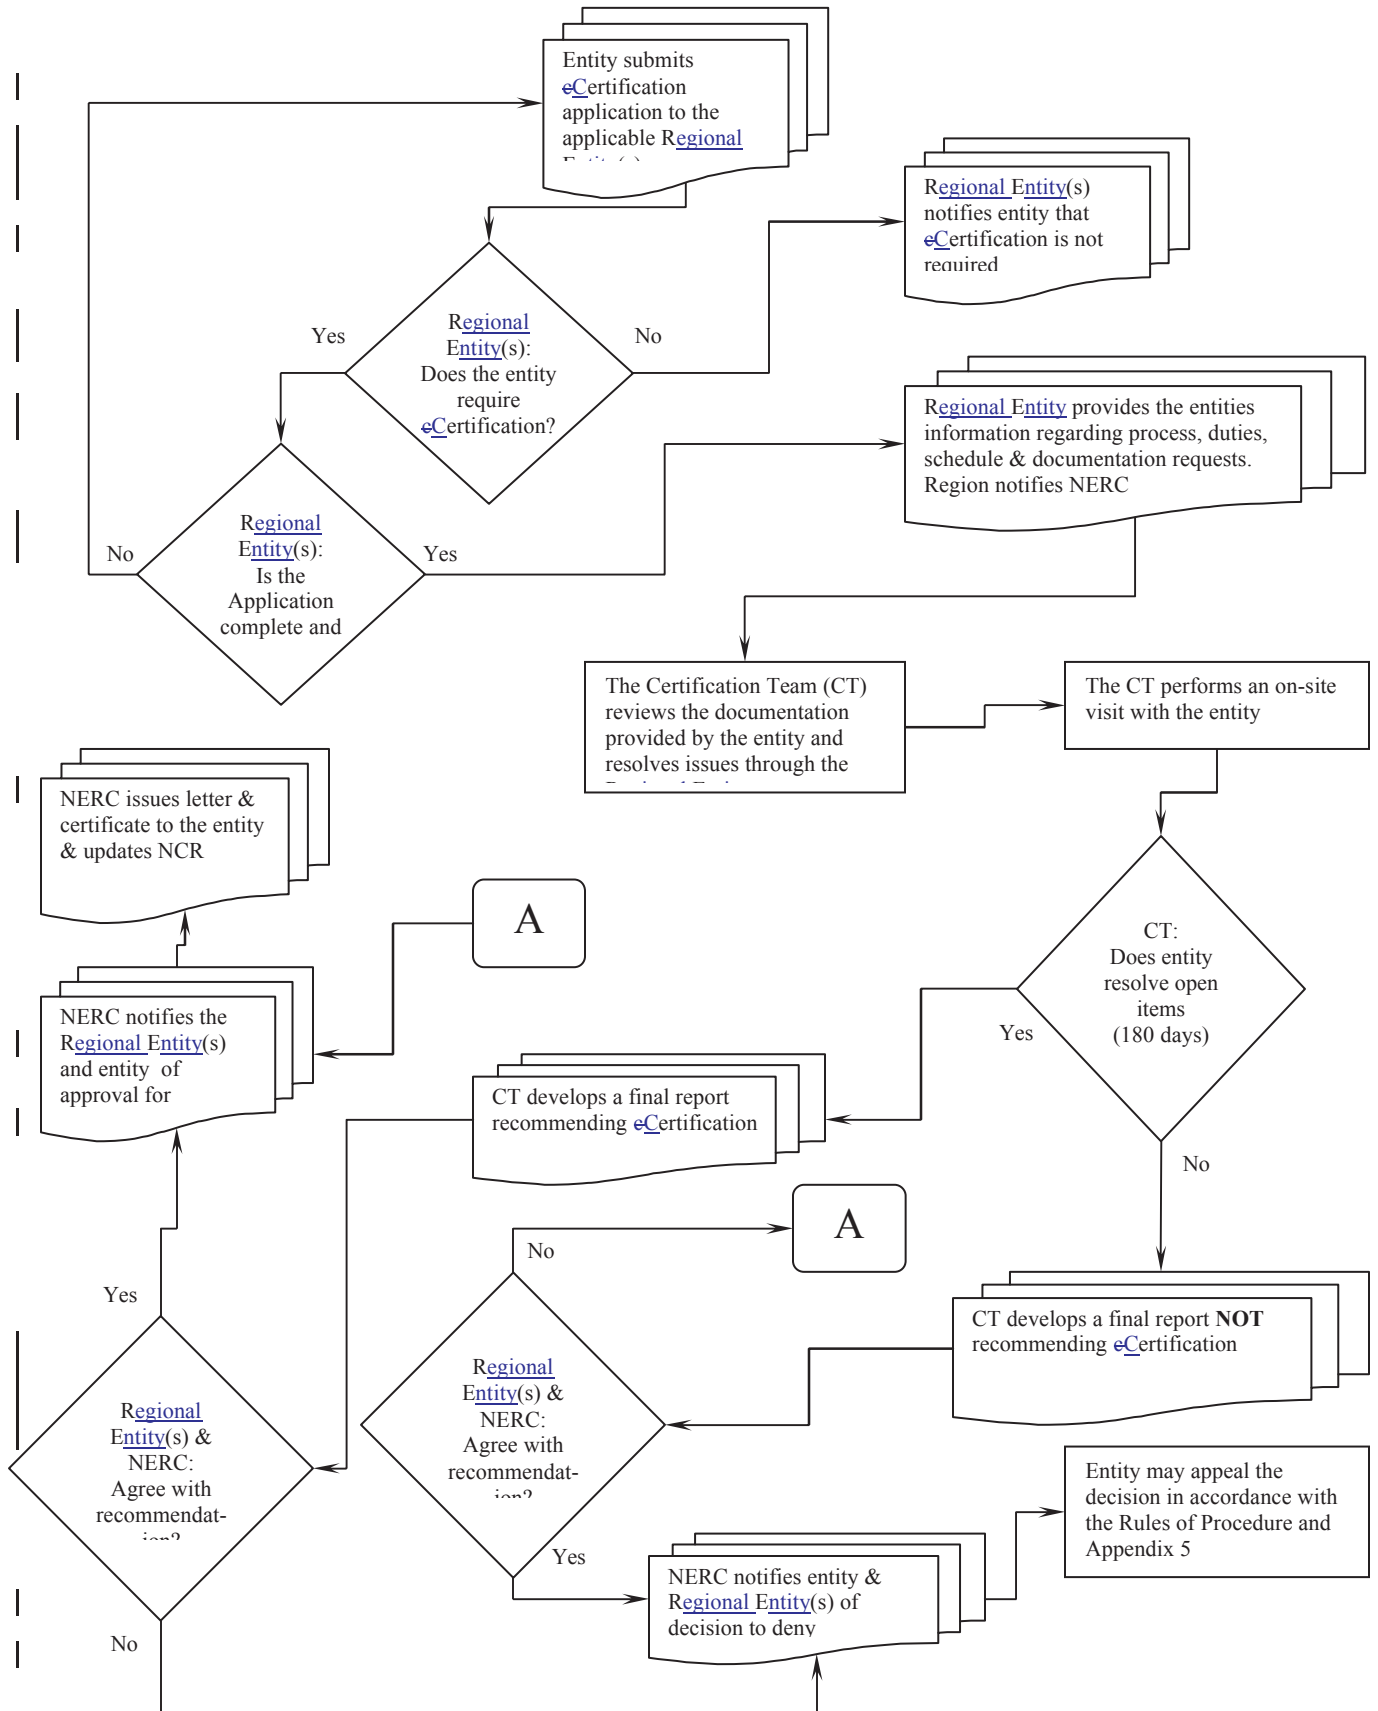 Entity submits
cCertification
application to the
applicable Regional
Regional Entity(s)
notifies entity that
cCertification is not
required
Yes
Regional
Entity(s):
Does the entity
require
cCertification?
No
Regional Entity provides the entities
information regarding process, duties,
schedule & documentation requests.
Region notifies NERC
No
Regional
Entity(s):
Is the
Application
complete and
Yes
The Certification Team (CT)
reviews the documentation
provided by the entity and
resolves issues through the
The CT performs an on-site
visit with the entity
NERC issues letter &
certificate to the entity
& updates NCR
A
CT:
Does entity
resolve open
items
(180 days)
Yes
No
NERC notifies the
Regional Entity(s)
and entity of
approval for
CT develops a final report
recommending cCertification
A
No
Yes
CT develops a final report NOT
recommending cCertification
Regional
Entity(s) &
NERC:
Agree with
recommendat-
ion?
Yes
Regional
Entity(s) &
NERC:
Agree with
recommendat-
ion?
No
Entity may appeal the
decision in accordance with
the Rules of Procedure and
Appendix 5
NERC notifies entity &
Regional Entity(s) of
decision to deny